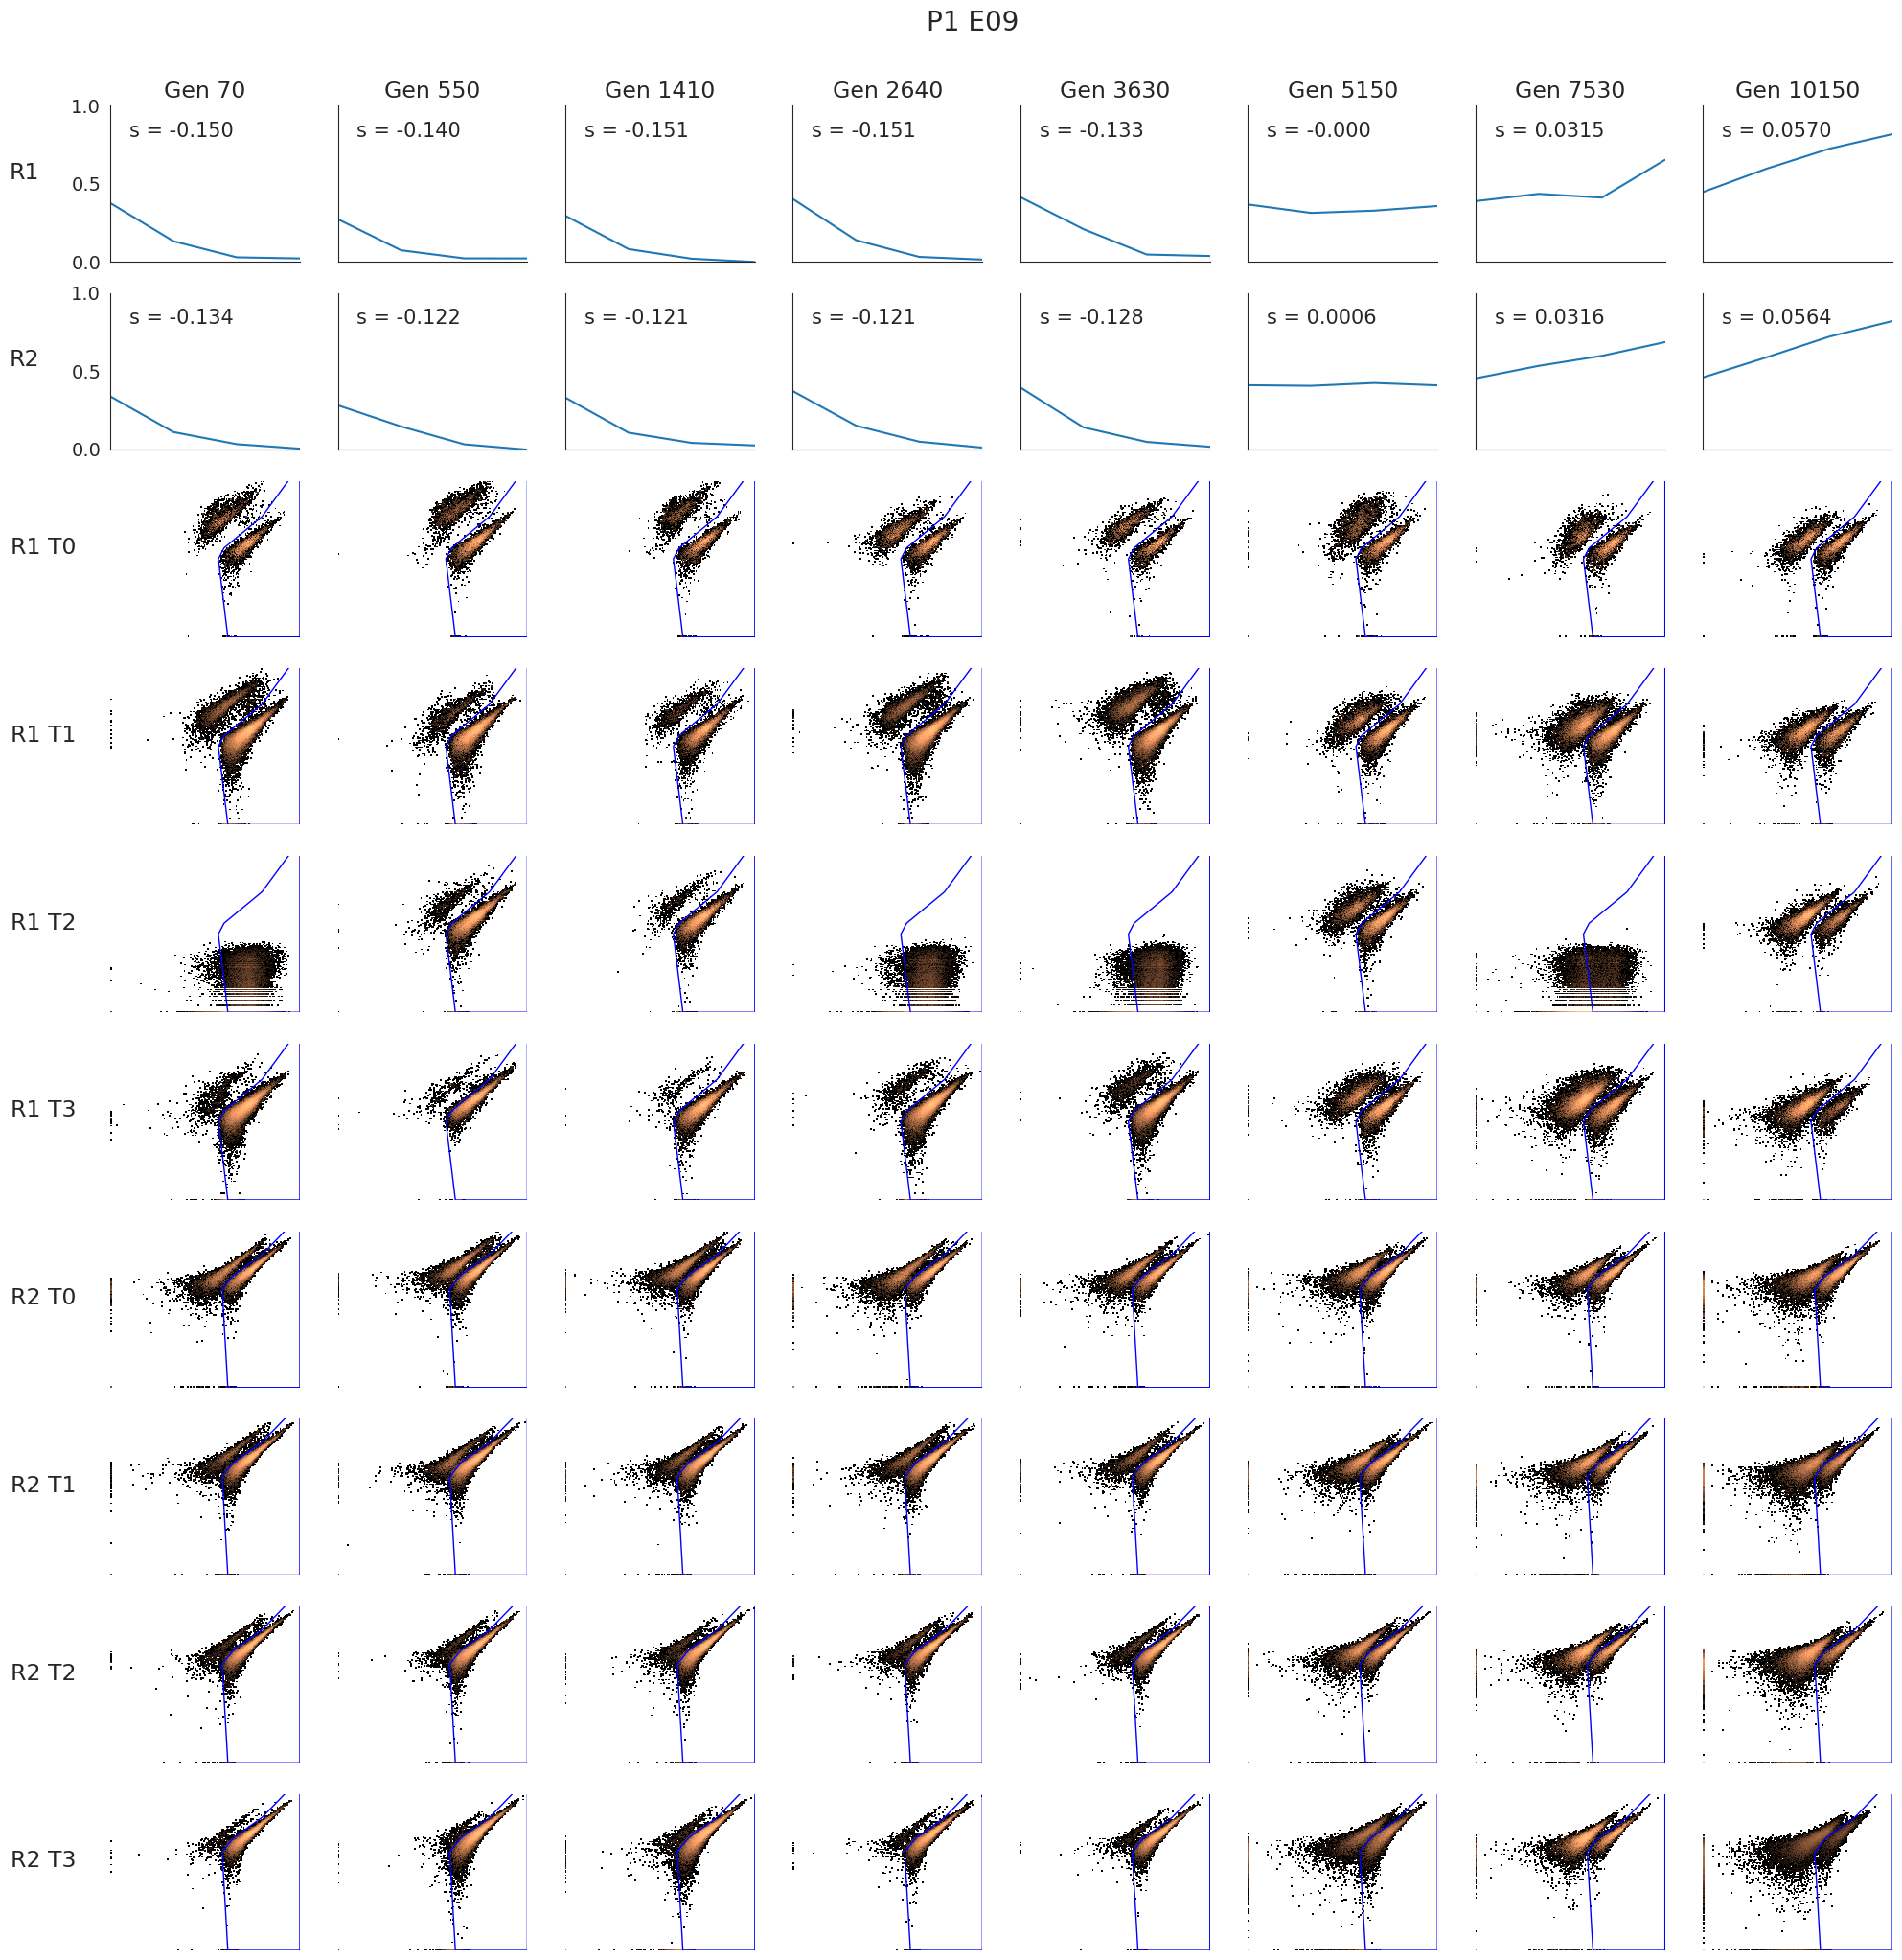 P1 E09
Gen 70 Gen 550 Gen 1410 Gen 2640 Gen 3630 Gen 5150 Gen 7530 Gen 10150
1.0
s = -0.150 s = -0.140 s = -0.151 s = -0.151 s = -0.133 s = -0.000 s = 0.0315 s = 0.0570
R1
0.5
0.0
1.0
s = -0.134 s = -0.122 s = -0.121 s = -0.121 s = -0.128 s = 0.0006 s = 0.0316 s = 0.0564
R2
0.5
0.0
R1 T0
R1 T1
R1 T2
R1 T3
R2 T0
R2 T1
R2 T2
R2 T3